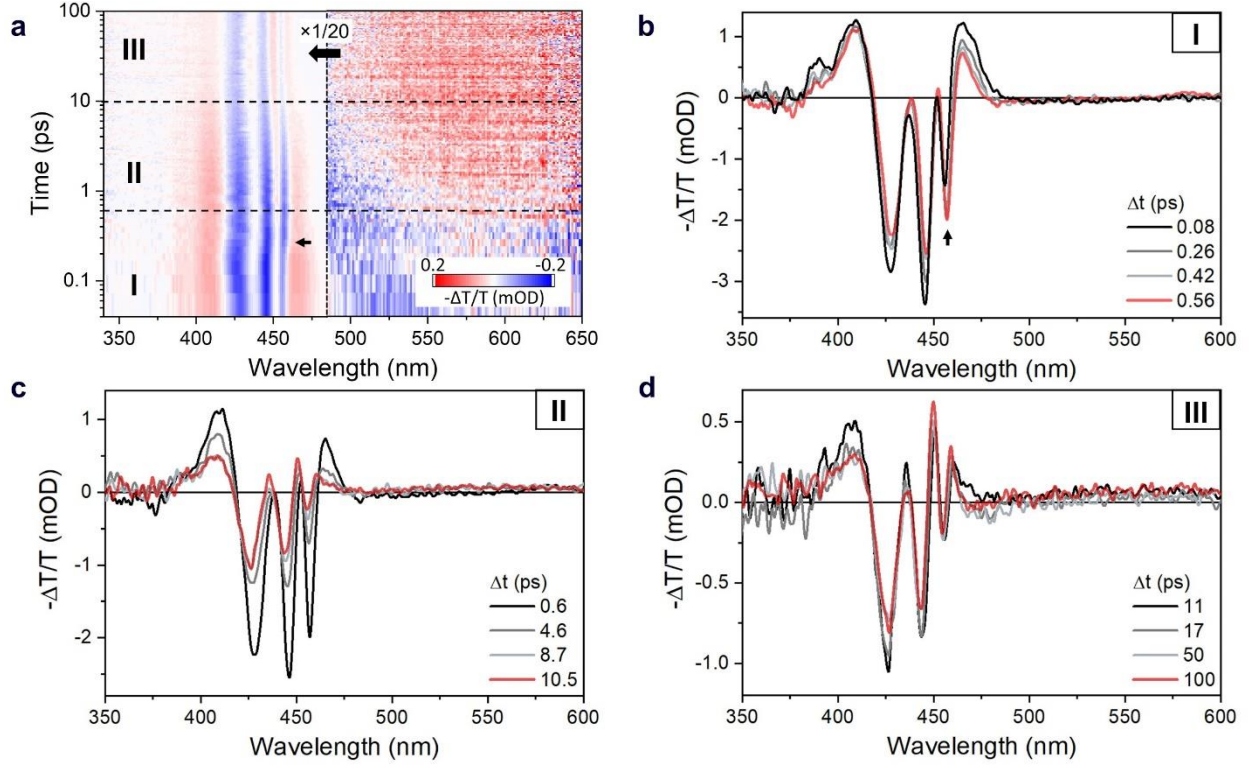 a
III
×1/20
II
I
Time (ps)
100
10
1
0.1
0.2
-0.2
-ΔT/T (mOD)
350
400
450
500
550
600
650
Wavelength (nm)
b
I
-ΔT/T (mOD)
1
0
-1
-2
-3
Δt (ps)
0.08
0.26
0.42
0.56
350
400
450
500
550
600
Wavelength (nm)
c
II
-ΔT/T (mOD)
1
0
-1
-2
Δt (ps)
0.6
4.6
8.7
10.5
350
400
450
500
550
600
Wavelength (nm)
d
III
-ΔT/T (mOD)
0.5
0.0
-0.5
-1.0
Δt (ps)
11
17
50
100
350
400
450
500
550
600
Wavelength (nm)